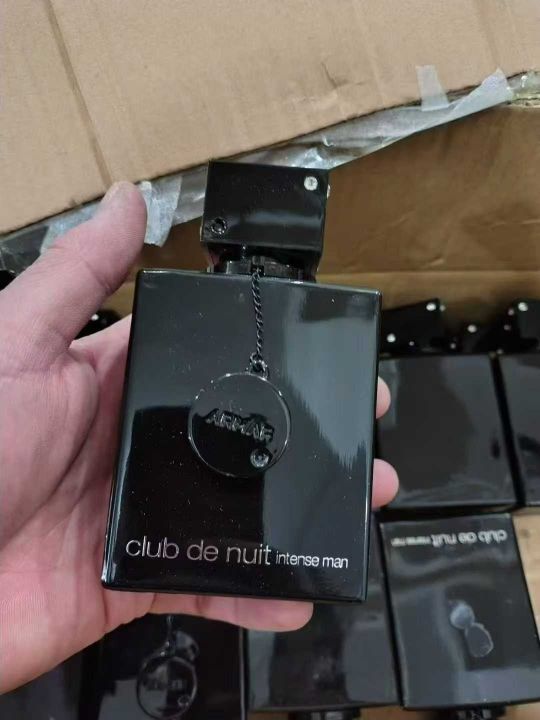 ARMAF
club de nuit intense man
club de nuit intense man